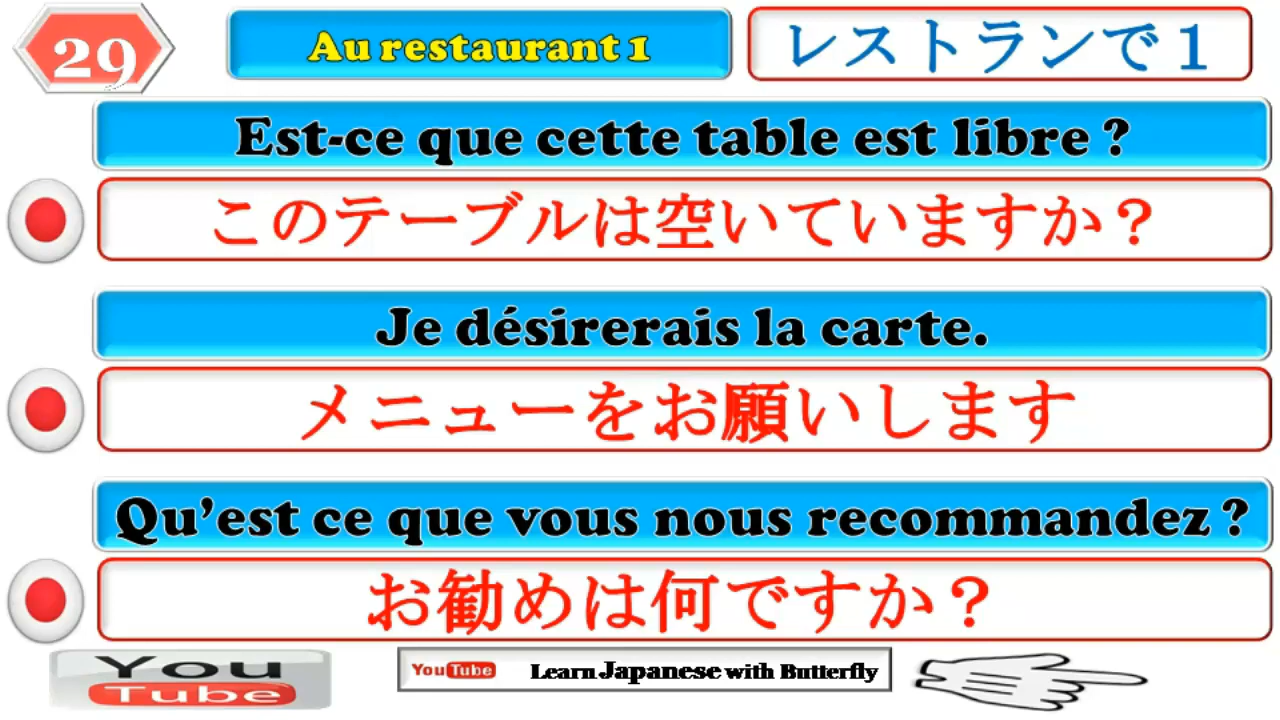 29
Au restaurant 1
レストランで１
Est-ce que cette table est libre ?
このテーブルは空いていますか？
Je désirerais la carte.
メニューをお願いします
Qu’est ce que vous nous recommandez ?
お勧めは何ですか？
You Tube
YouTube Learn Japanese with Butterfly